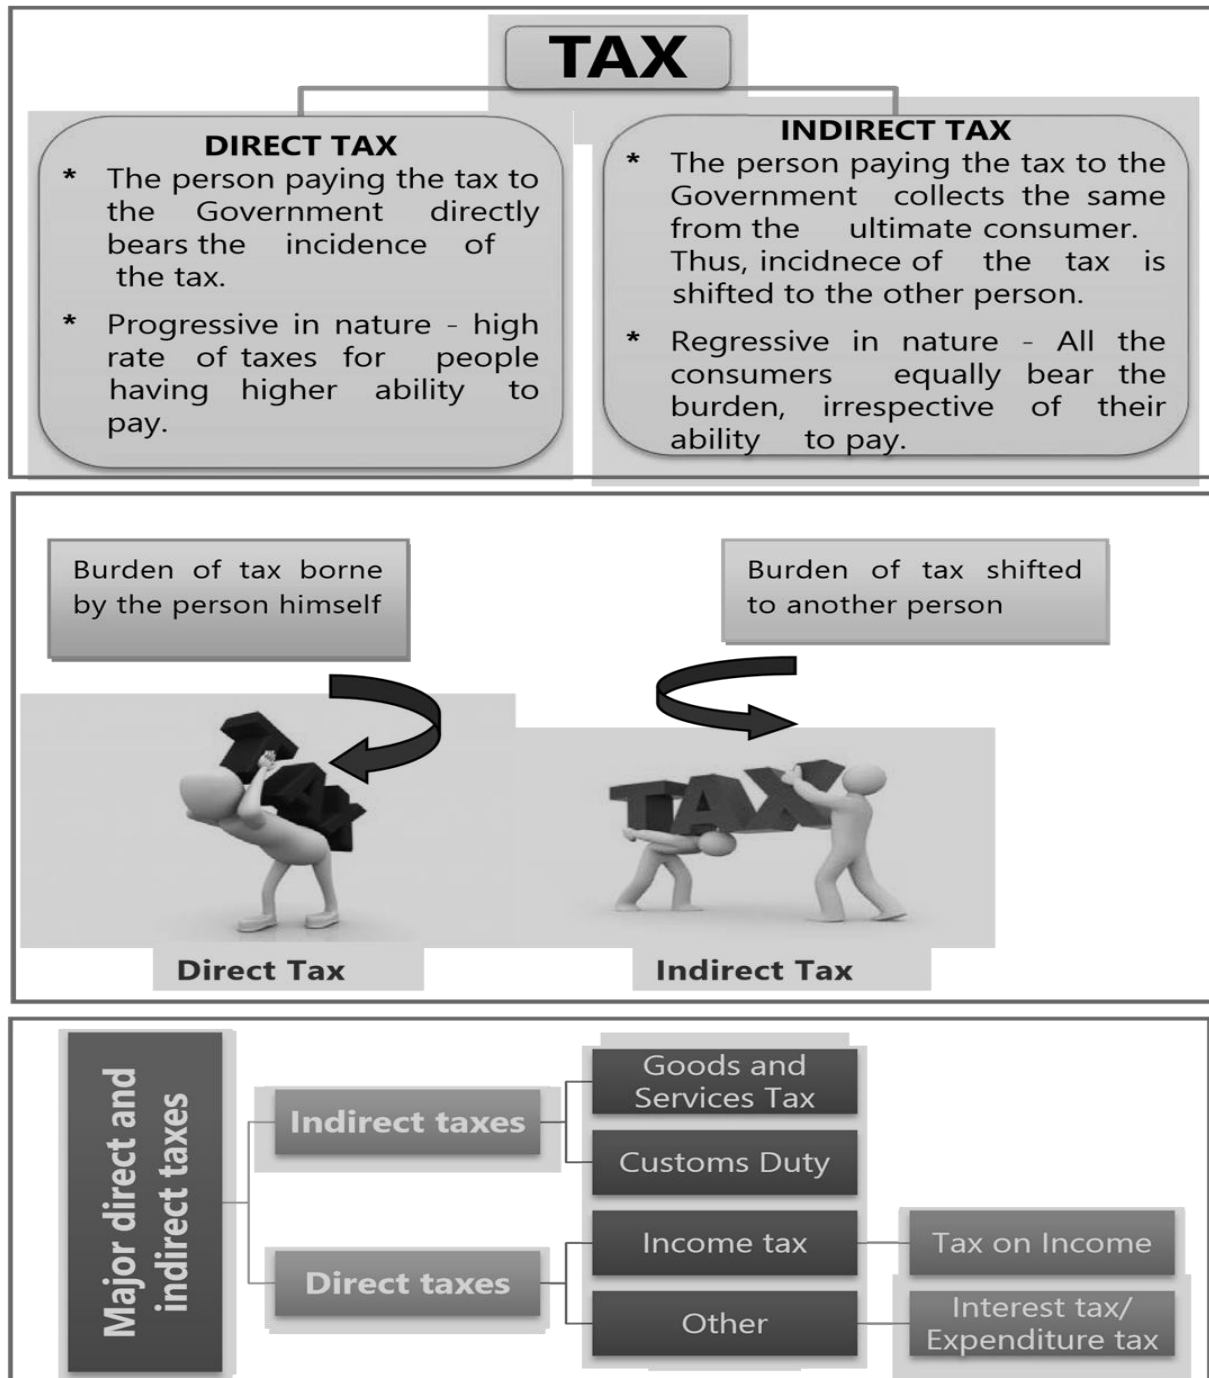 TAX
DIRECT TAX
* The person paying the tax to
the Government directly
bears the incidence of
the tax.
* Progressive in nature - high
rate of taxes for people
having higher ability to
pay.
INDIRECT TAX
* The person paying the tax to the
Government collects the same
from the ultimate consumer.
Thus, incidnece of the tax is
shifted to the other person.
* Regressive in nature - All the
consumers equally bear the
burden, irrespective of their
ability to pay.
Burden of tax borne
by the person himself
Burden of tax shifted
to another person
TAX
TAX
Direct Tax
Indirect Tax
Major direct and
indirect taxes
Indirect taxes
Goods and
Services Tax
Customs Duty
Direct taxes
Income tax
Tax on Income
Other
Interest tax/
Expenditure tax